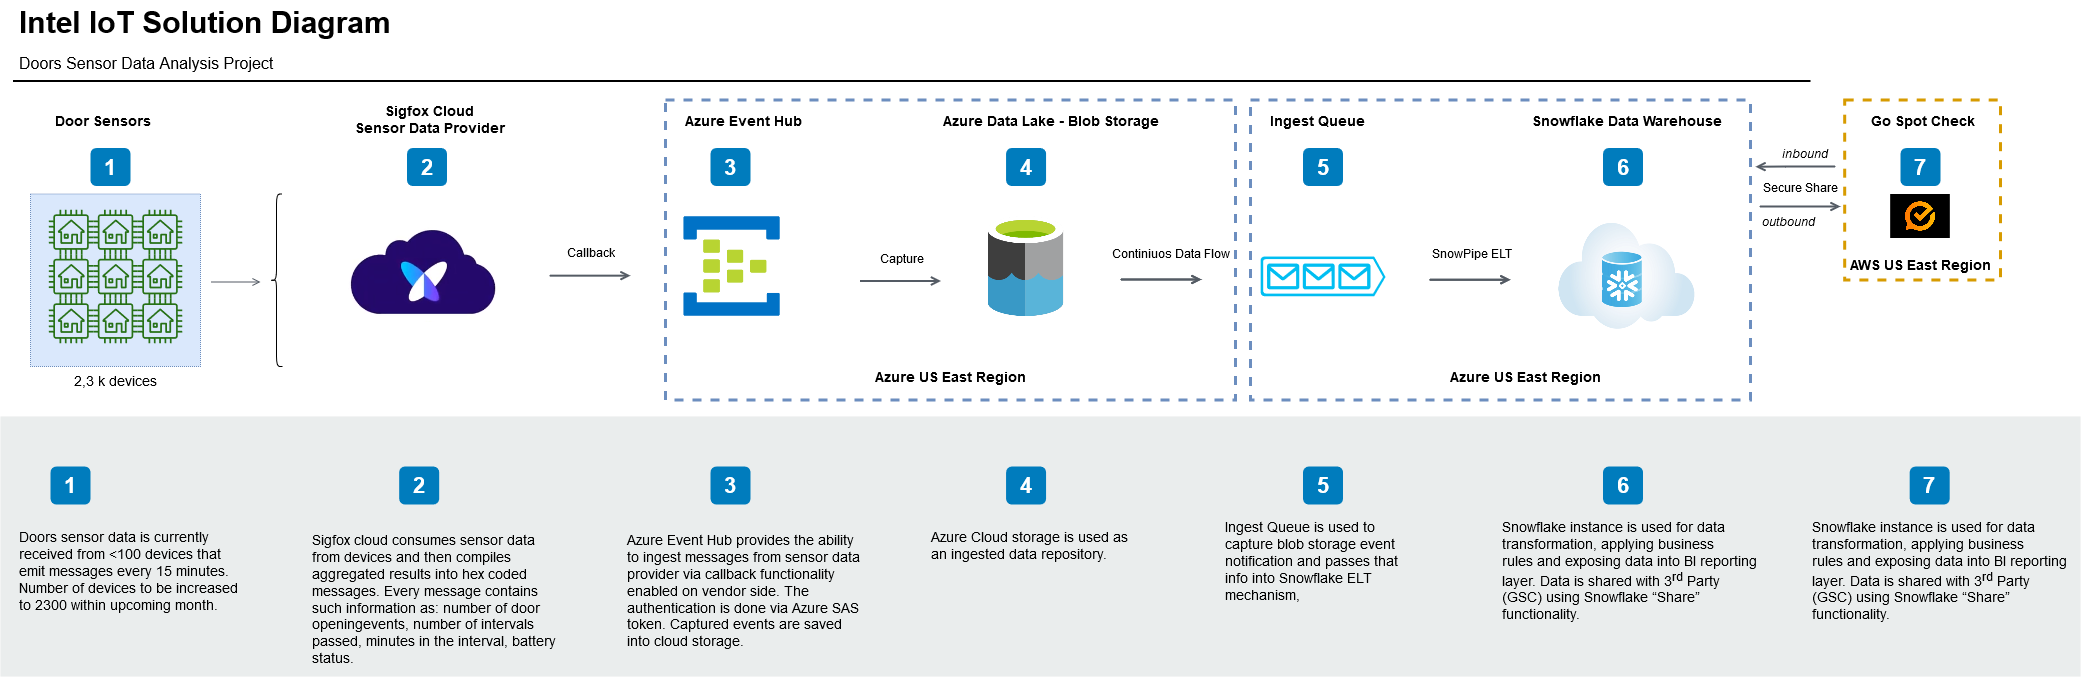 Intel IoT Solution Diagram
Doors Sensor Data Analysis Project
Door Sensors
1
2,3 k devices
Sigfox Cloud
Sensor Data Provider
2
Callback
Azure Event Hub
3
Capture
Azure Data Lake - Blob Storage
4
Continiuos Data Flow
Azure US East Region
Ingest Queue
5
SnowPipe ELT
Snowflake Data Warehouse
6
Azure US East Region
inbound
Secure Share
outbound
Go Spot Check
7
AWS US East Region
1
Doors sensor data is currently
received from <100 devices that
emit messages every 15 minutes.
Number of devices to be increased
to 2300 within upcoming month.
2
Sigfox cloud consumes sensor data
from devices and then compiles
aggregated results into hex coded
messages. Every message contains
such information as: number of door
openingevents, number of intervals
passed, minutes in the interval, battery
status.
3
Azure Event Hub provides the ability
to ingest messages from sensor data
provider via callback functionality
enabled on vendor side. The
authentication is done via Azure SAS
token. Captured events are saved
into cloud storage.
4
Azure Cloud storage is used as
an ingested data repository.
5
Ingest Queue is used to
capture blob storage event
notification and passes that
info into Snowflake ELT
mechanism,
6
Snowflake instance is used for data
transformation, applying business
rules and exposing data into BI reporting
layer. Data is shared with 3rd Party
(GSC) using Snowflake “Share”
functionality.
7
Snowflake instance is used for data
transformation, applying business
rules and exposing data into BI reporting
layer. Data is shared with 3rd Party
(GSC) using Snowflake “Share”
functionality.